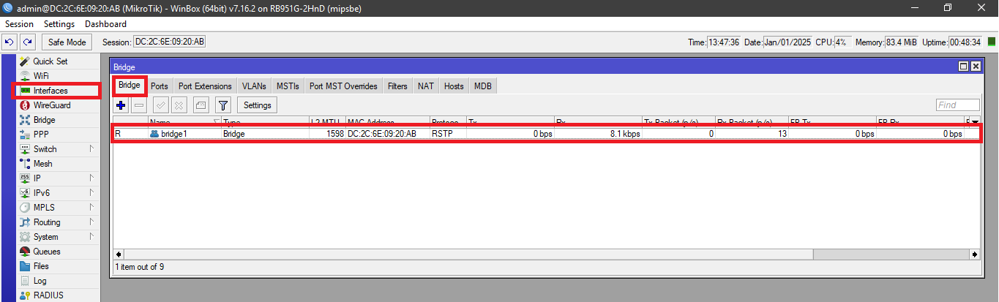 admin@DC:2C:6E:09:20:AB (MikroTik) - WinBox (64bit) v7.16.2 on RB951G-2HnD (mipsbe)
Session Settings Dashboard
Safe Mode Session: DC:2C:6E:09:20:AB Time: 13:47:36 Date: Jan/01/2025 CPU: 4% Memory: 83.4 MiB Uptime: 00:48:34
Quick Set
WiFi
Interfaces
WireGuard
Bridge
PPP
Switch
Mesh
IP
IPv6
MPLS
Routing
System
Queues
Files
Log
RADIUS
Bridge
Bridge Ports Port Extensions VLANs MSTIs Port MST Overrides Filters NAT Hosts MDB
Settings Find
Name Type L2 MTU MAC Address Protoco Tx Rx Tx Packet (p/s) Rx Packet (p/s) FP Tx FP Rx
R bridge1 Bridge 1598 DC:2C:6E:09:20:AB RSTP 0 bps 8.1 kbps 0 13 0 bps 0 bps
1 item out of 9